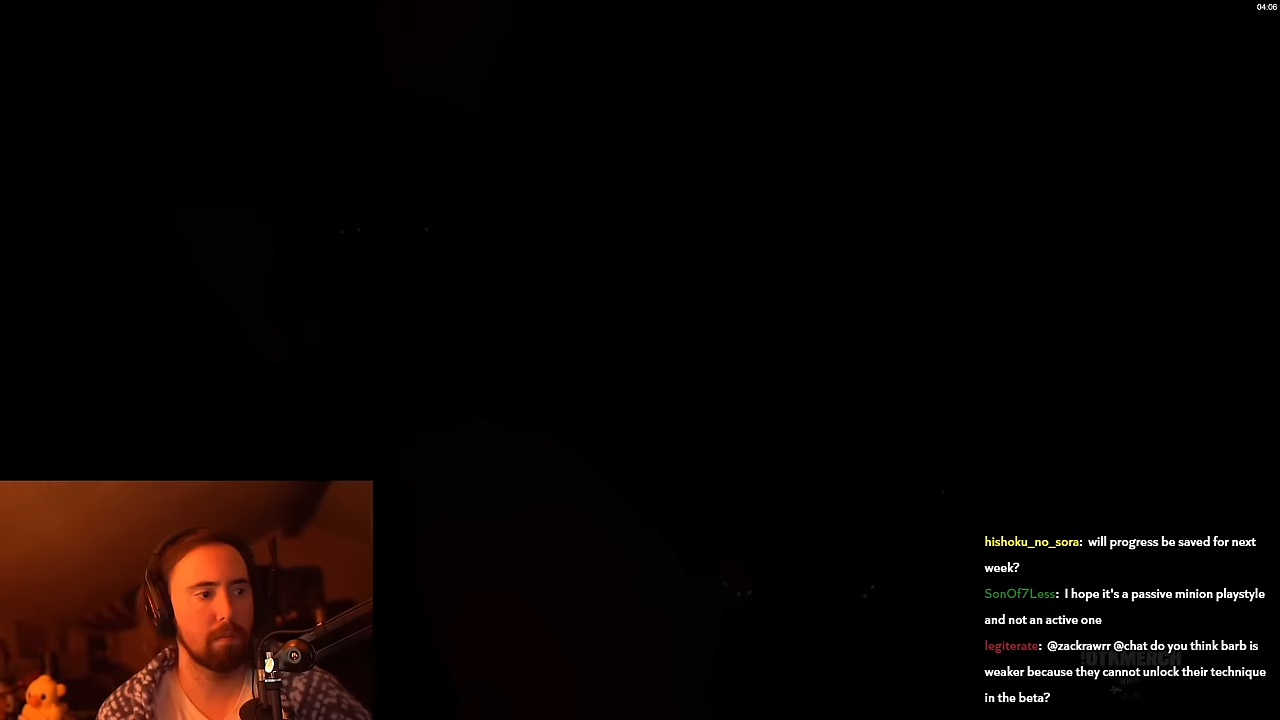 04:06
hishoku_no_sora: will progress be saved for next
week?
SonOf7Less: I hope it's a passive minion playstyle
and not an active one
legiterate: @zackrawrr @chat do you think barb is
OTKMERCH
weaker because they cannot unlock their technique
in the beta?